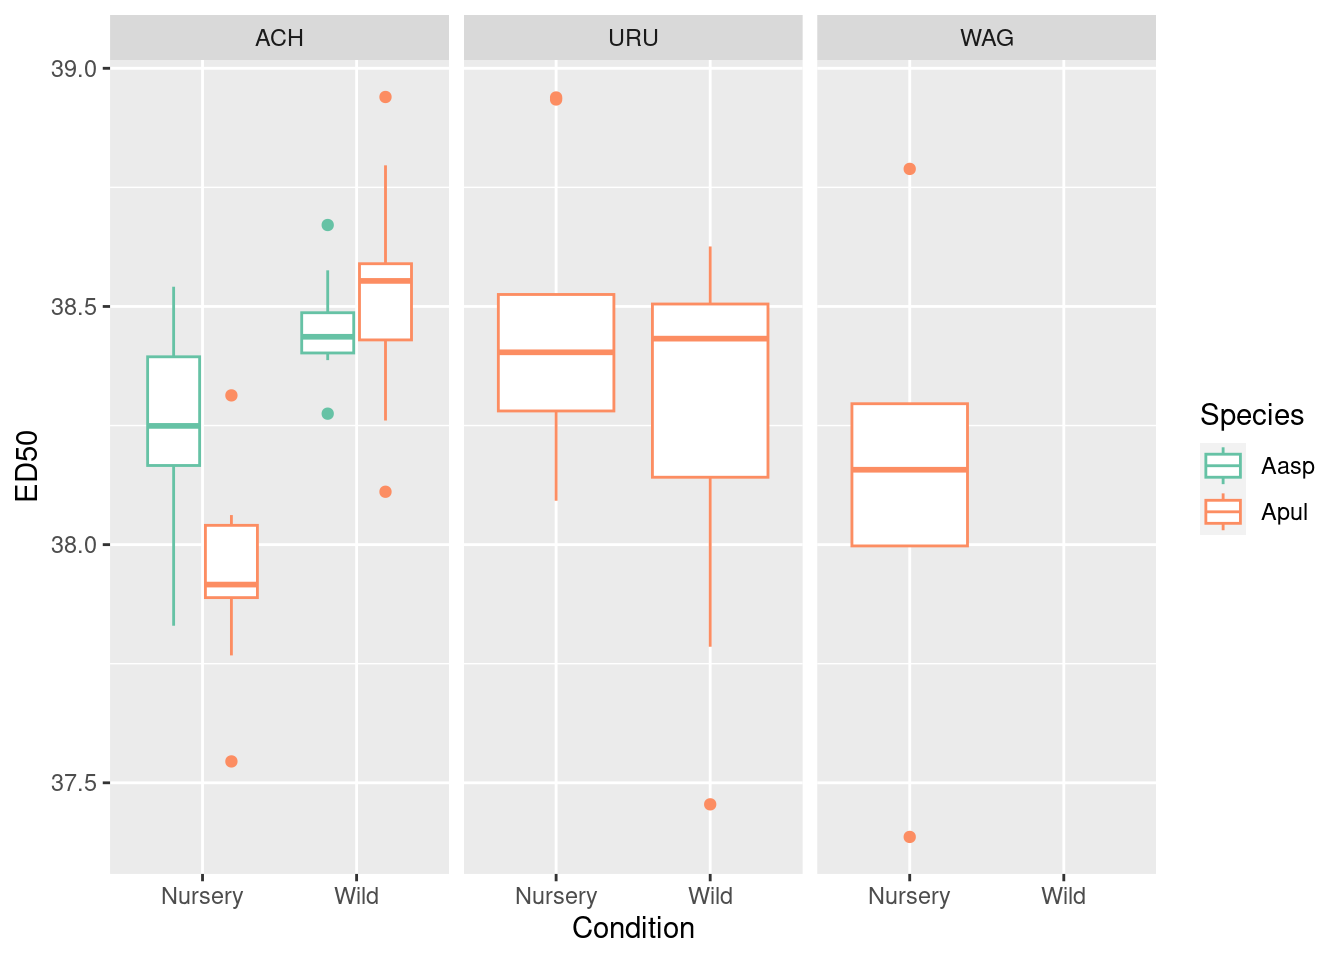 ACH URU WAG
39.0
38.5
38.0
37.5
ED50
Nursery Wild Nursery Wild Nursery Wild
Condition
Species
Aasp
Apul